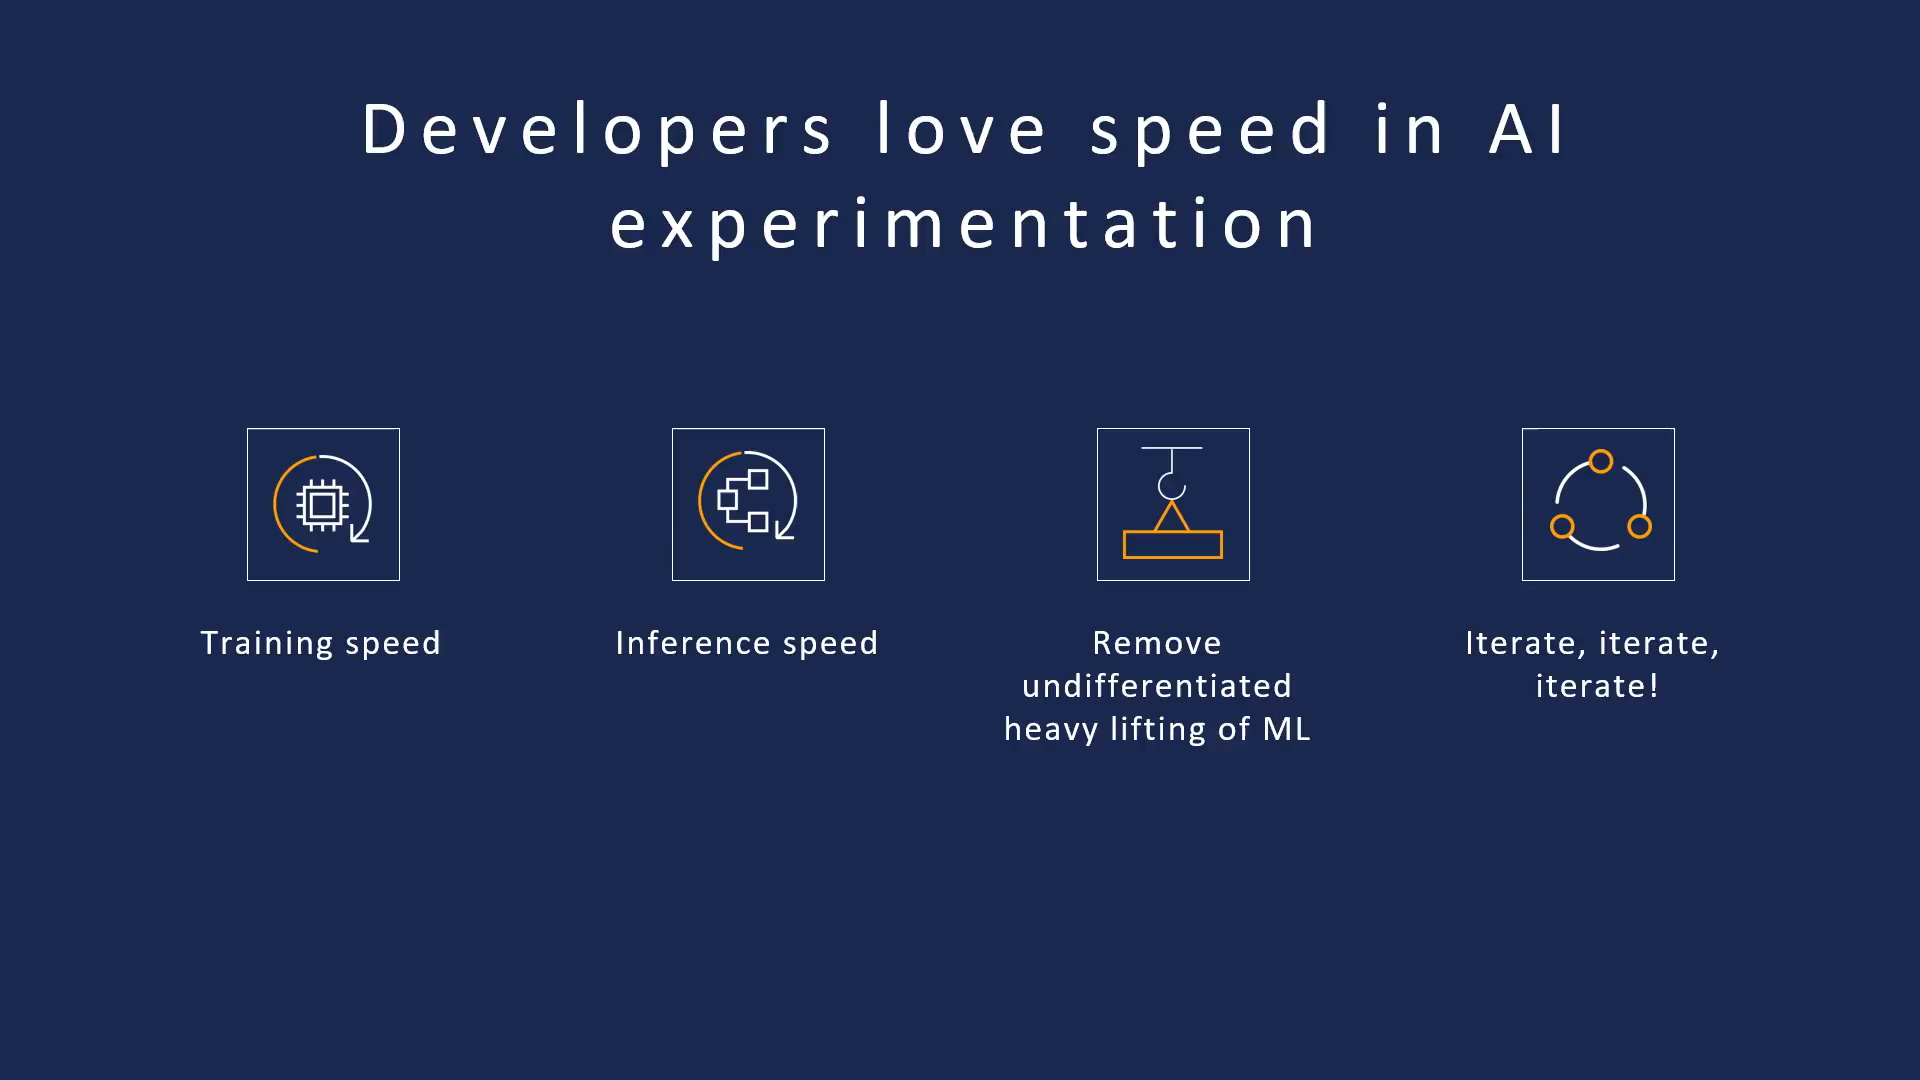 Developers love speed in AI
experimentation
Training speed
Inference speed
Remove
undifferentiated
heavy lifting of ML
Iterate, iterate,
iterate!